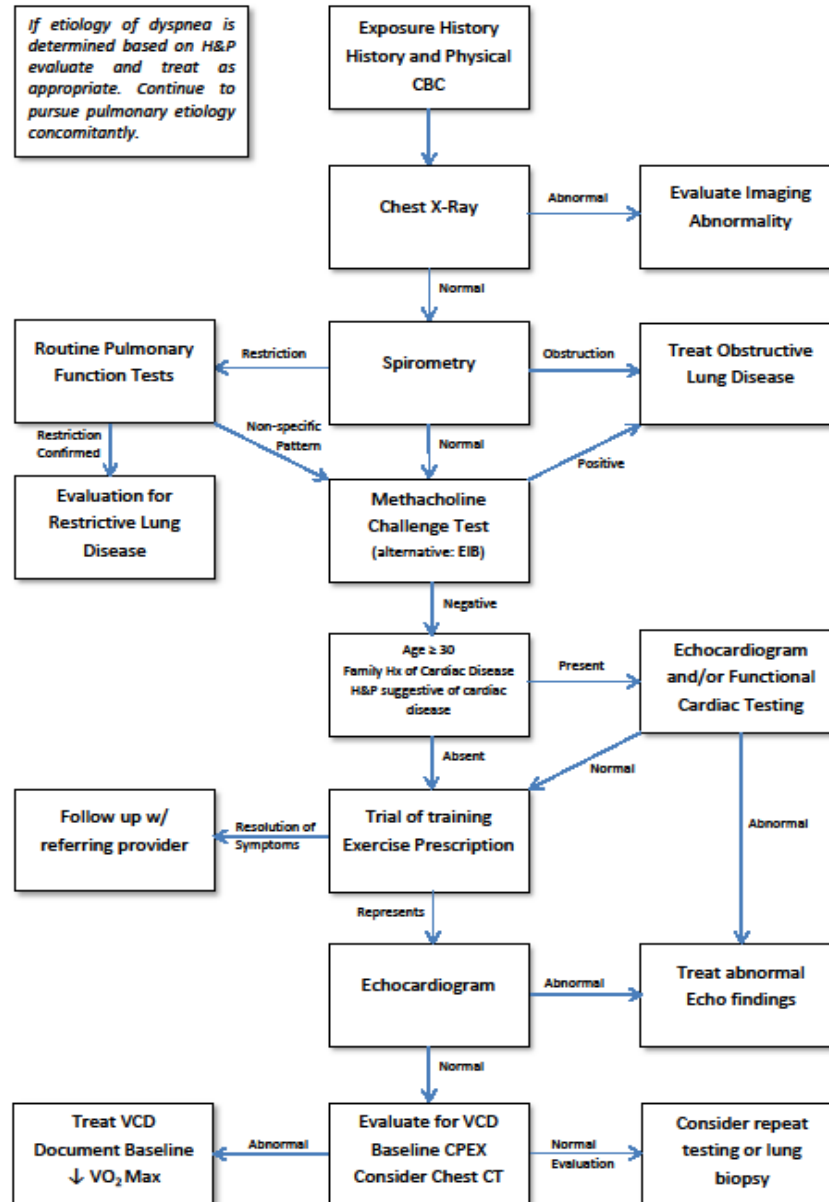 If etiology of dyspnea is
determined based on H&P
evaluate and treat as
appropriate. Continue to
pursue pulmonary etiology
concomitantly.
Exposure History
History and Physical
CBC
Chest X-Ray
Abnormal
Evaluate Imaging
Abnormality
Normal
Routine Pulmonary
Function Tests
Restriction
Spirometry
Obstruction
Treat Obstructive
Lung Disease
Restriction
Confirmed
Non-specific
Pattern
Normal
Positive
Evaluation for
Restrictive Lung
Disease
Methacholine
Challenge Test
(alternative: EIB)
Negative
Age ≥ 30
Family Hx of Cardiac Disease
H&P suggestive of cardiac
disease
Present
Echocardiogram
and/or Functional
Cardiac Testing
Absent
Normal
Abnormal
Follow up w/
referring provider
Resolution of
Symptoms
Trial of training
Exercise Prescription
Represents
Echocardiogram
Abnormal
Treat abnormal
Echo findings
Normal
Treat VCD
Document Baseline
↓ VO₂ Max
Abnormal
Evaluate for VCD
Baseline CPEX
Consider Chest CT
Normal
Evaluation
Consider repeat
testing or lung
biopsy